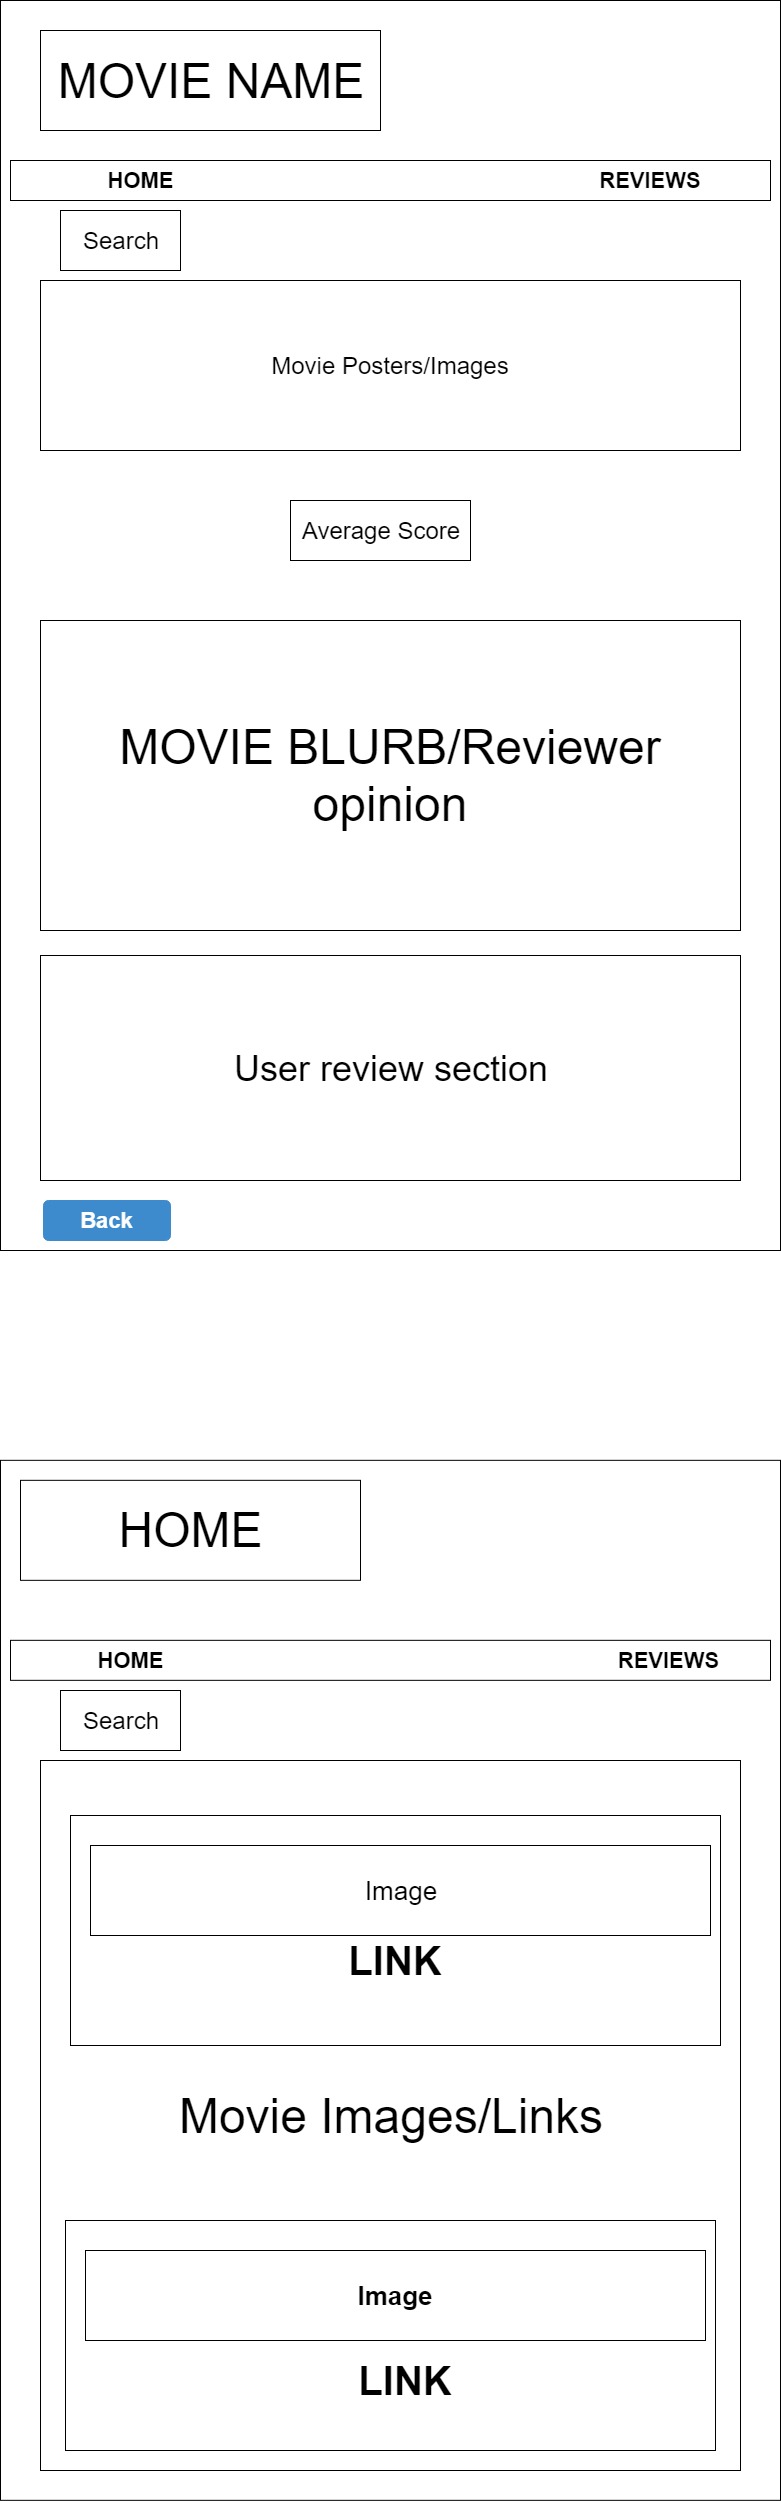 MOVIE NAME
HOME REVIEWS
Search
Movie Posters/Images
Average Score
MOVIE BLURB/Reviewer
opinion
User review section
Back
HOME
HOME REVIEWS
Search
Image
LINK
Movie Images/Links
Image
LINK